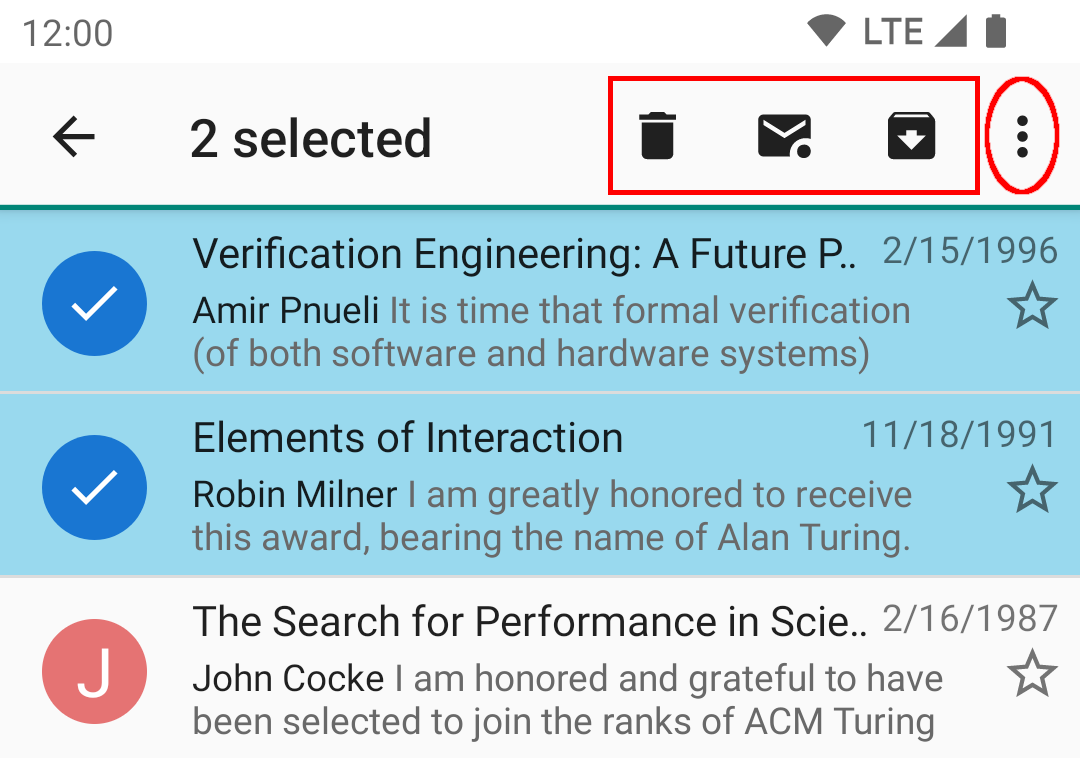 12:00 LTE
2 selected
Verification Engineering: A Future P.. 2/15/1996
Amir Pnueli It is time that formal verification
(of both software and hardware systems)
Elements of Interaction 11/18/1991
Robin Milner I am greatly honored to receive
this award, bearing the name of Alan Turing.
J
The Search for Performance in Scie.. 2/16/1987
John Cocke I am honored and grateful to have
been selected to join the ranks of ACM Turing